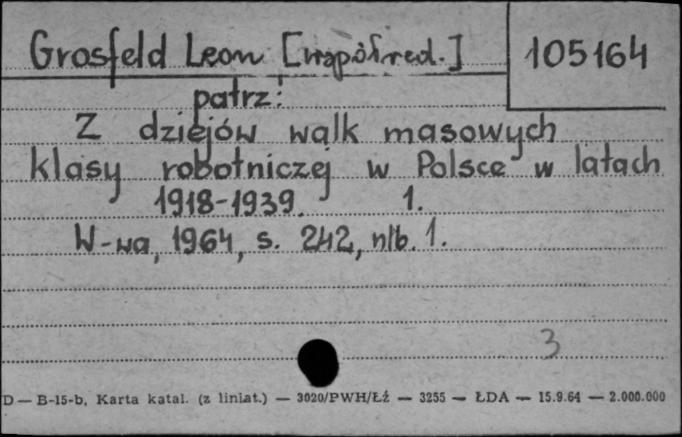 Grosfeld Leon [współred.]
105164
patrz:
Z dziejów walk masowych
klasy robotniczej w Polsce w latach
1918-1939. 1.
W-wa, 1964, s. 242, nlb. 1.
3
D — B-15-b, Karta katal. (z liniat.) — 3020/PWH/Łź — 3255 — ŁDA — 15.9.64 — 2.000.000